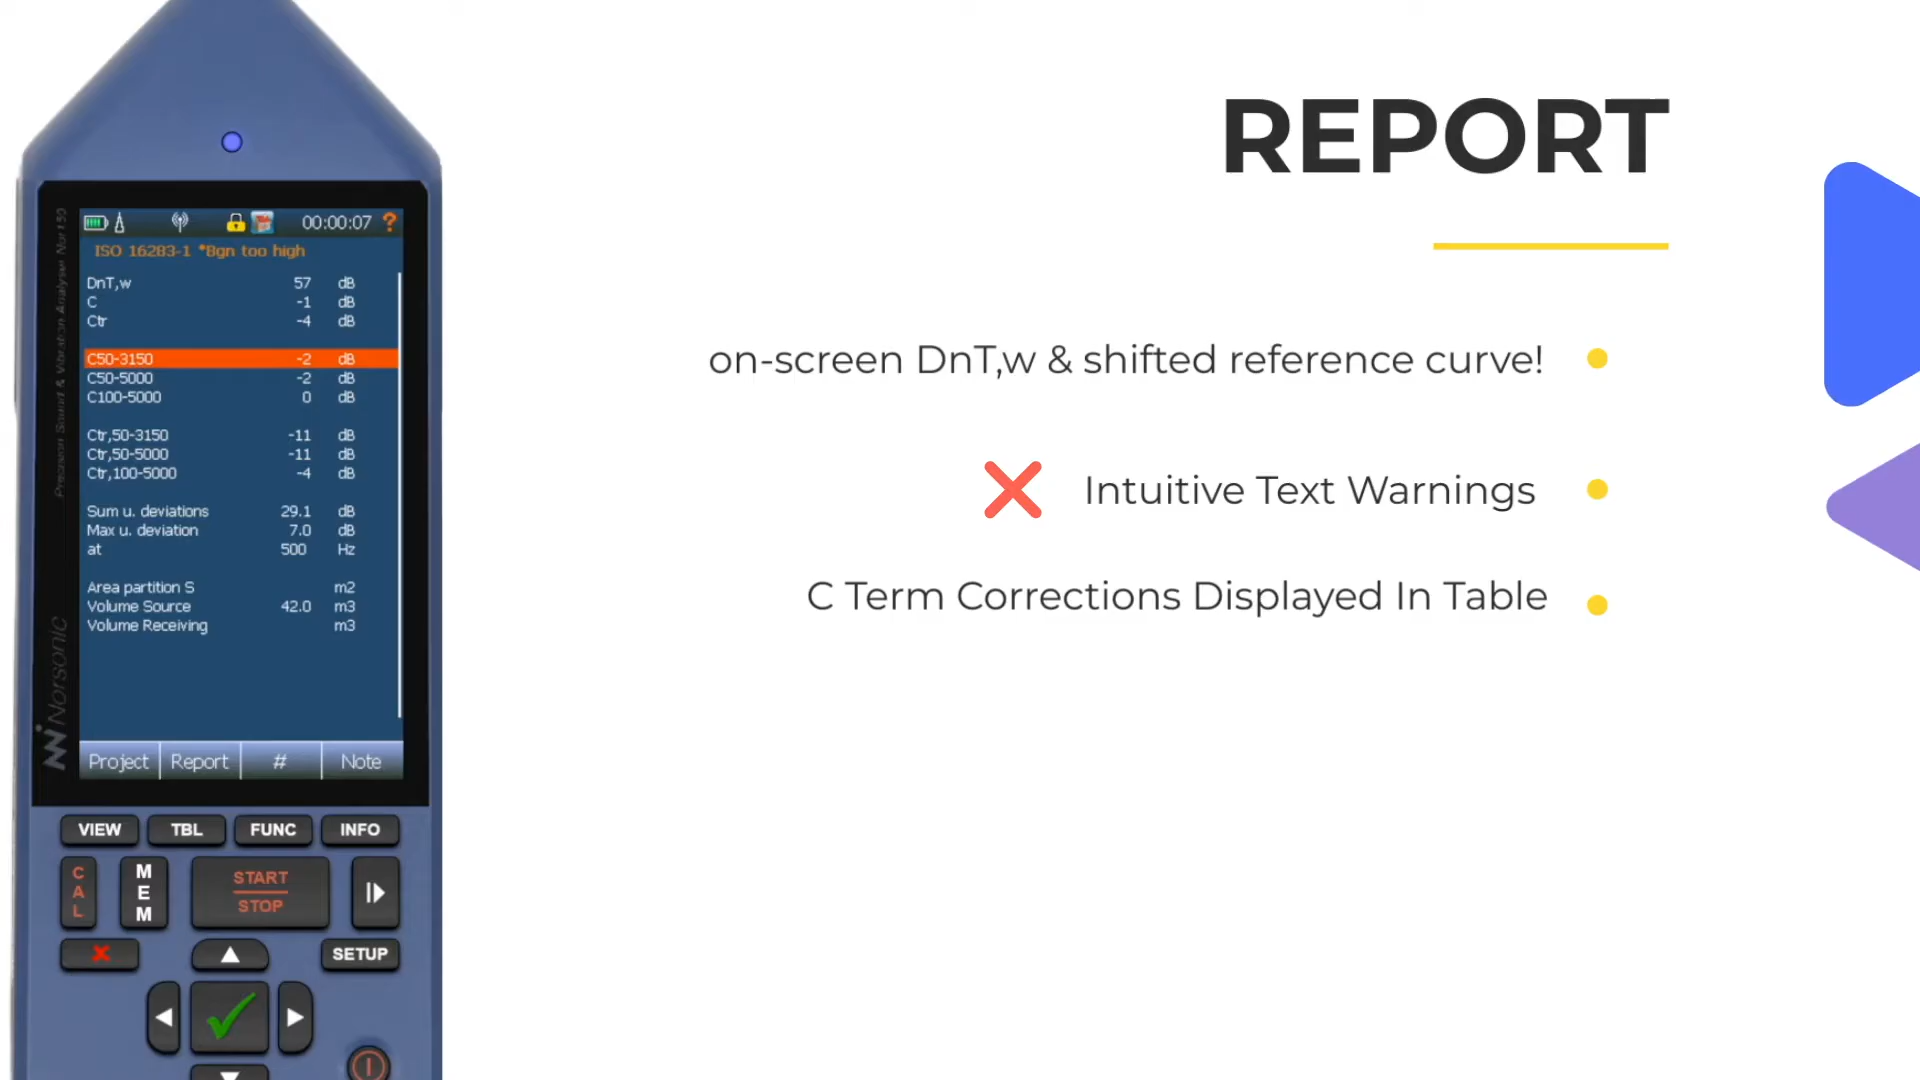 REPORT
on-screen DnT,w & shifted reference curve!
Intuitive Text Warnings
C Term Corrections Displayed In Table
00:00:07 ?
ISO 16283-1 *Bgn too high
DnT,w 57 dB
C -1 dB
Ctr -4 dB
C50-3150 -2 dB
C50-5000 -2 dB
C100-5000 0 dB
Ctr,50-3150 -11 dB
Ctr,50-5000 -11 dB
Ctr,100-5000 -4 dB
Sum u. deviations 29.1 dB
Max u. deviation 7.0 dB
at 500 Hz
Area partition S m2
Volume Source 42.0 m3
Volume Receiving m3
Project Report # Note
Precision Sound & Vibration Analyser Nor150
Norsonic
VIEW TBL FUNC INFO
CAL
MEM
START
STOP
SETUP